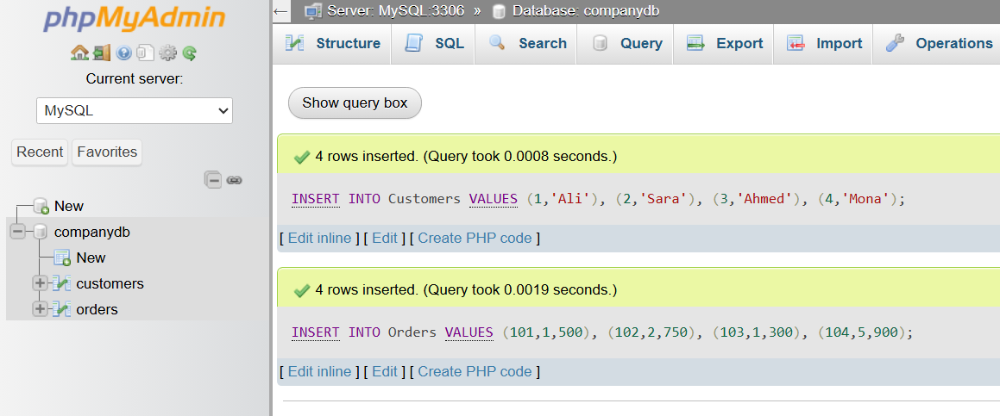 phpMyAdmin
Current server:
MySQL
Recent Favorites
New
companydb
New
customers
orders
← Server: MySQL:3306 » Database: companydb
Structure SQL Search Query Export Import Operations
Show query box
4 rows inserted. (Query took 0.0008 seconds.)
INSERT INTO Customers VALUES (1,'Ali'), (2,'Sara'), (3,'Ahmed'), (4,'Mona');
[ Edit inline ] [ Edit ] [ Create PHP code ]
4 rows inserted. (Query took 0.0019 seconds.)
INSERT INTO Orders VALUES (101,1,500), (102,2,750), (103,1,300), (104,5,900);
[ Edit inline ] [ Edit ] [ Create PHP code ]